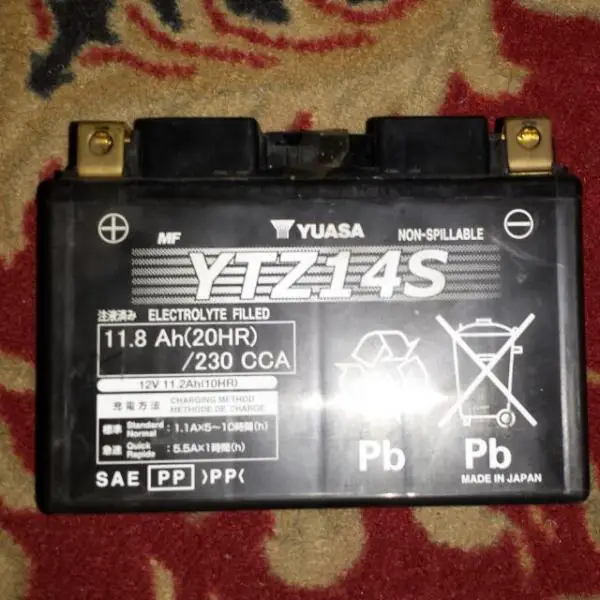 MF
YUASA
NON-SPILLABLE
YTZ14S
注液済み ELECTROLYTE FILLED
11.8 Ah(20HR)
/230 CCA
12V 11.2Ah(10HR)
充電方法 CHARGING METHOD
METHODE DE CHARGE
標準 Standard Normal : 1.1A×5~10時間(h)
急速 Quick Rapide : 5.5A×1時間(h)
SAE PP >PP<
Pb
Pb
MADE IN JAPAN